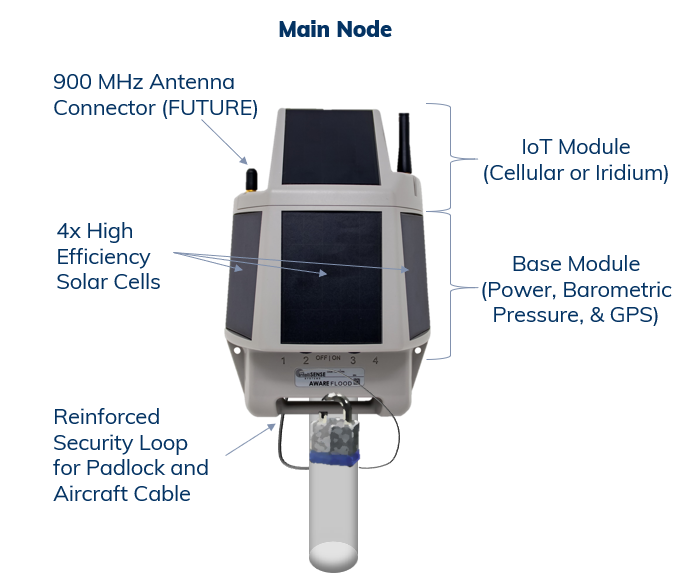 Main Node
900 MHz Antenna
Connector (FUTURE)
IoT Module
(Cellular or Iridium)
4x High
Efficiency
Solar Cells
Base Module
(Power, Barometric
Pressure, & GPS)
1 2 OFF | ON 3 4
SENSE
AWARE FLOOD
Reinforced
Security Loop
for Padlock and
Aircraft Cable